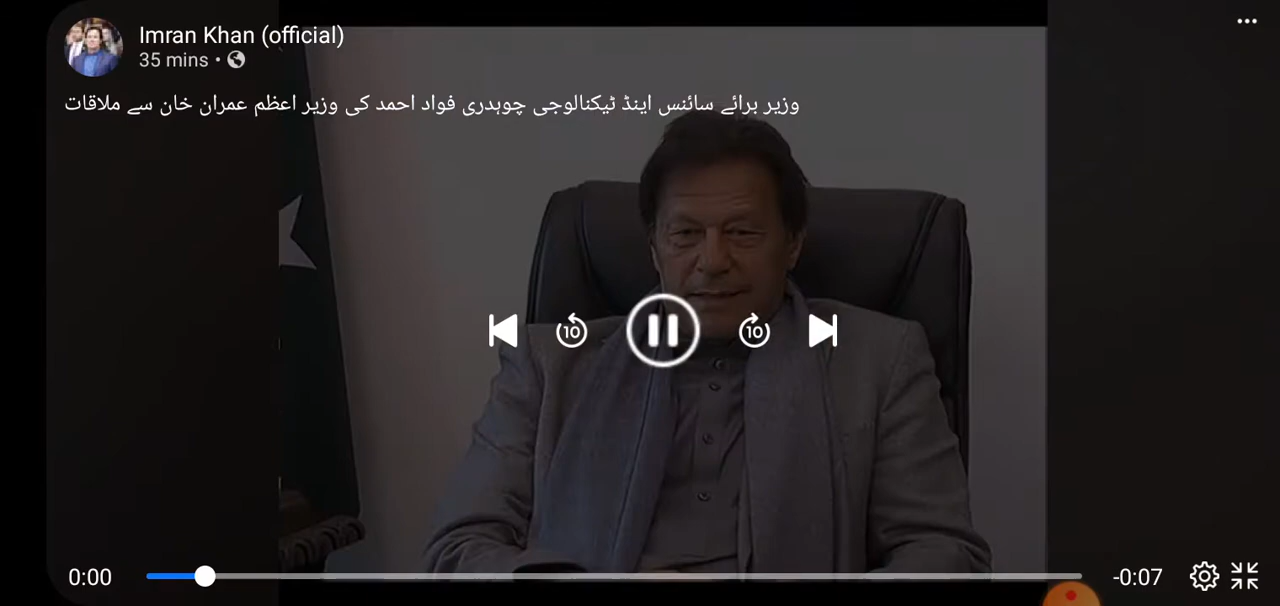 Imran Khan (official)
35 mins •
وزیر برائے سائنس اینڈ ٹیکنالوجی چوہدری فواد احمد کی وزیر اعظم عمران خان سے ملاقات
10
10
0:00
-0:07